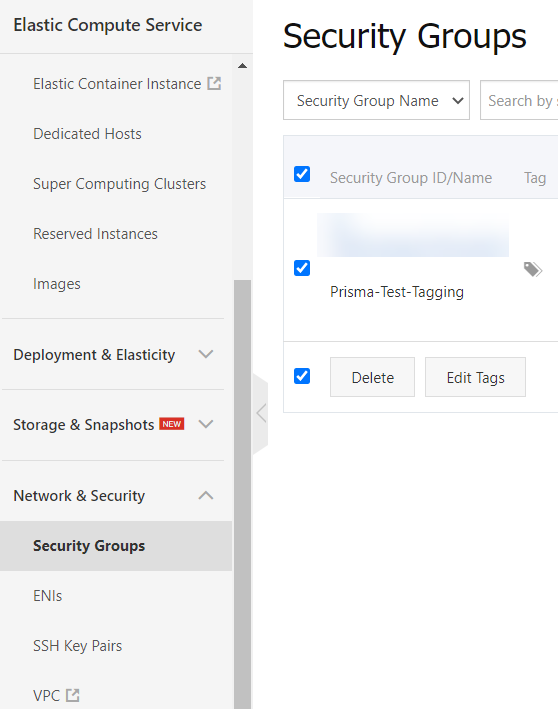 Elastic Compute Service
Elastic Container Instance
Dedicated Hosts
Super Computing Clusters
Reserved Instances
Images
Deployment & Elasticity
Storage & Snapshots NEW
Network & Security
Security Groups
ENIs
SSH Key Pairs
VPC
Security Groups
Security Group Name
Search by
Security Group ID/Name Tag
Prisma-Test-Tagging
Delete Edit Tags